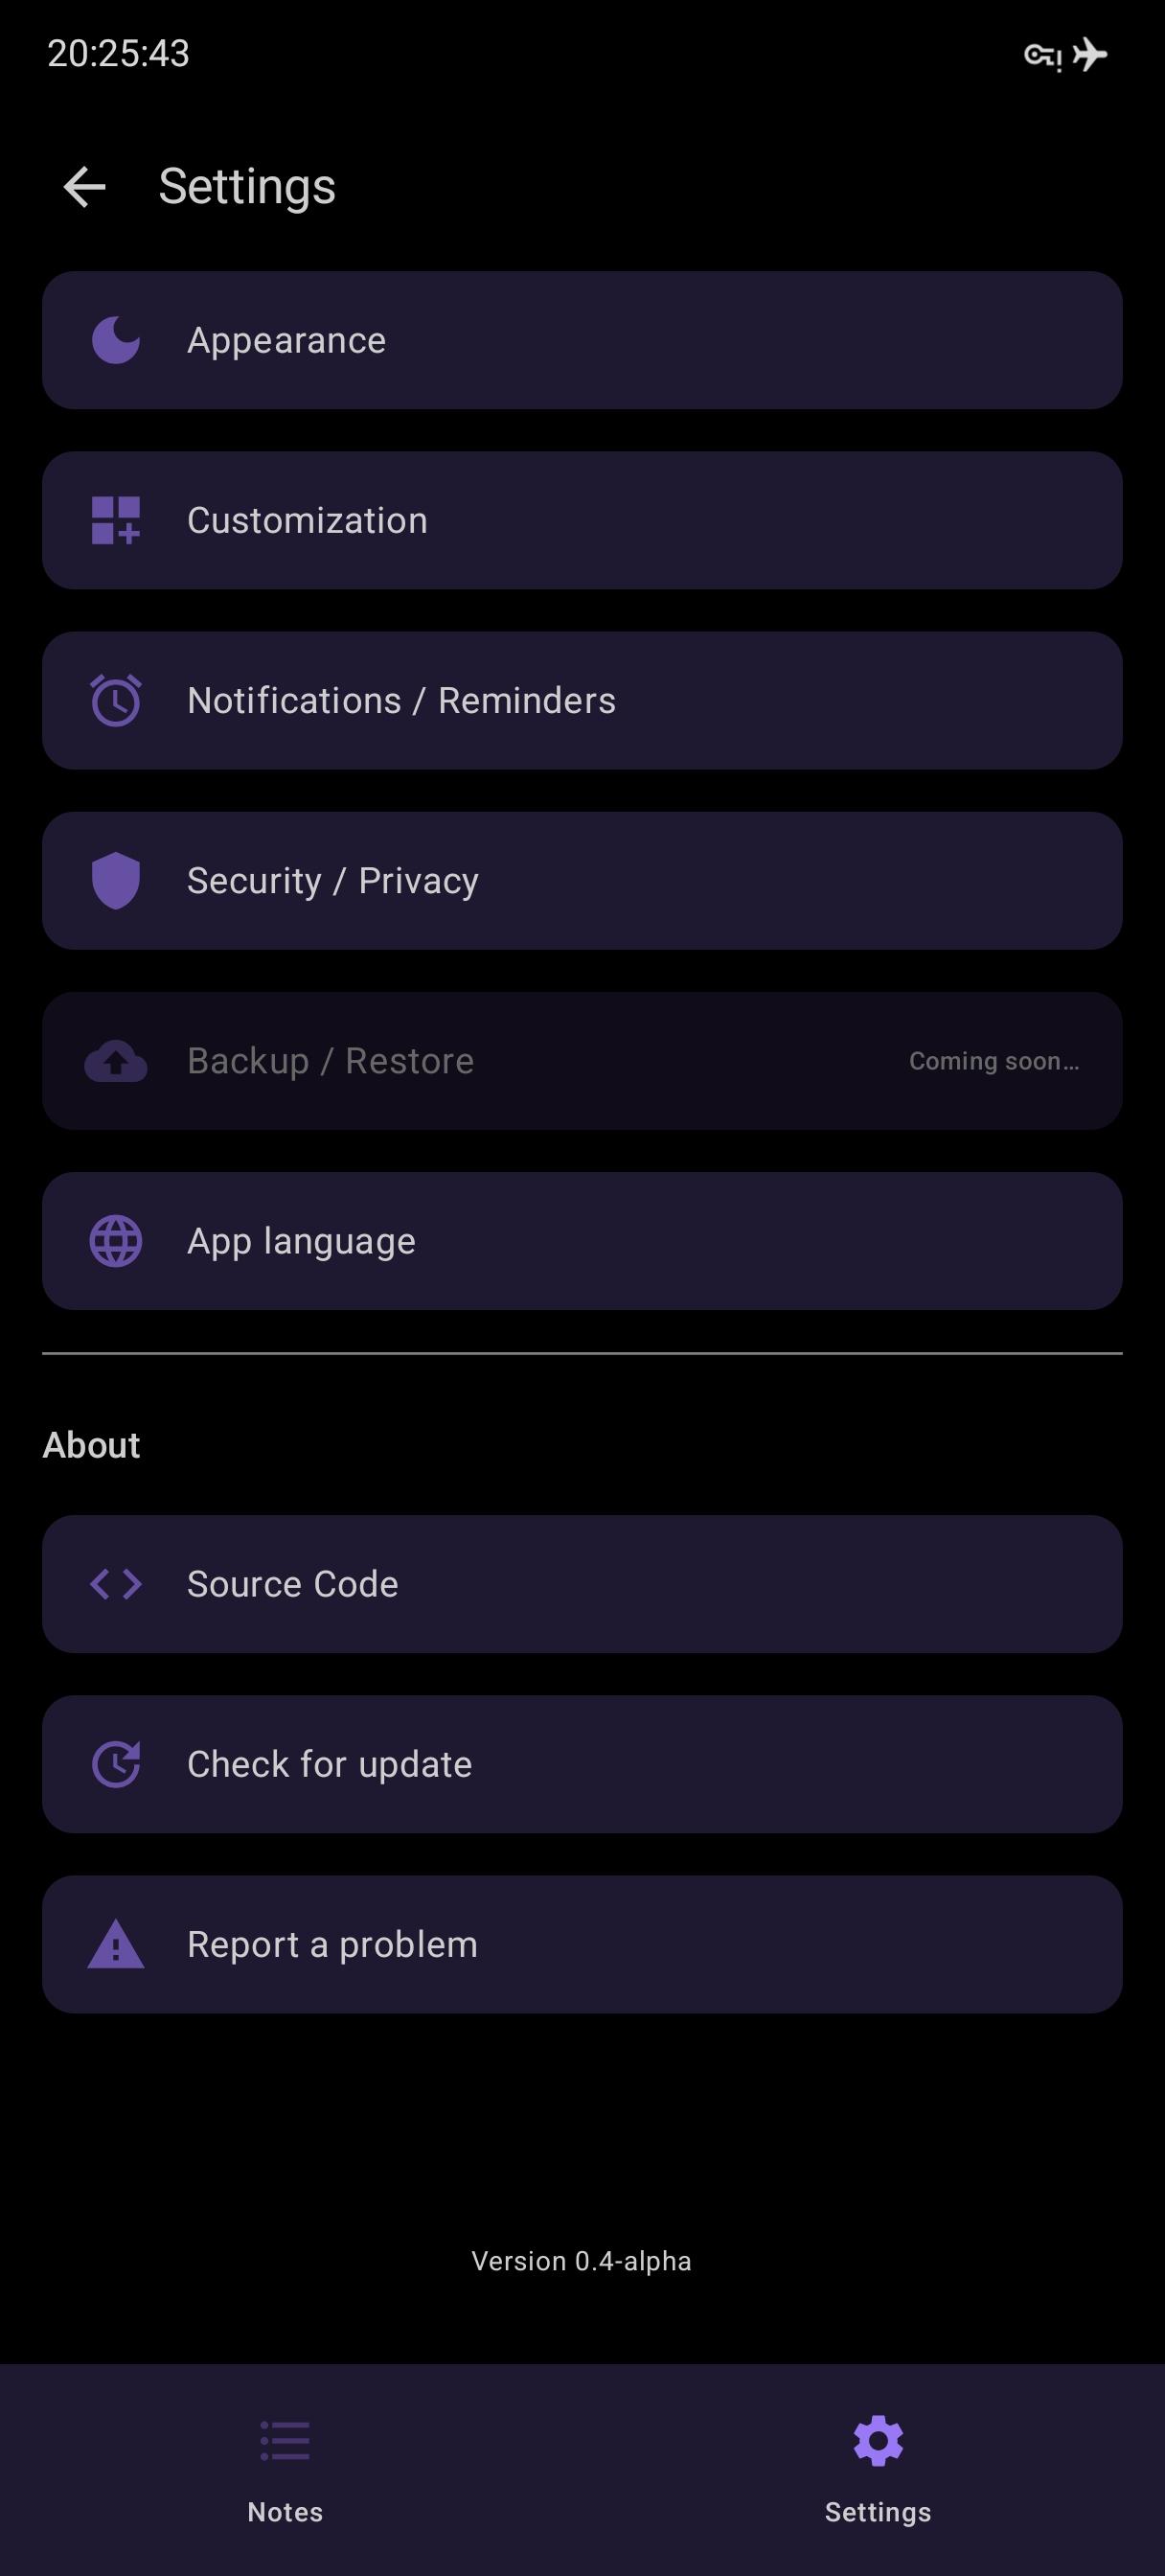 20:25:43
Settings
Appearance
Customization
Notifications / Reminders
Security / Privacy
Backup / Restore
Coming soon…
App language
About
Source Code
Check for update
Report a problem
Version 0.4-alpha
Notes
Settings